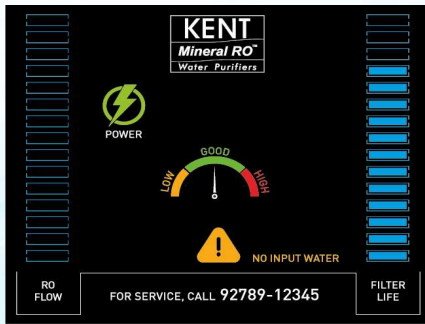 KENT
Mineral RO™
Water Purifiers
POWER
LOW
GOOD
HIGH
NO INPUT WATER
RO
FLOW
FOR SERVICE, CALL 92789-12345
FILTER
LIFE